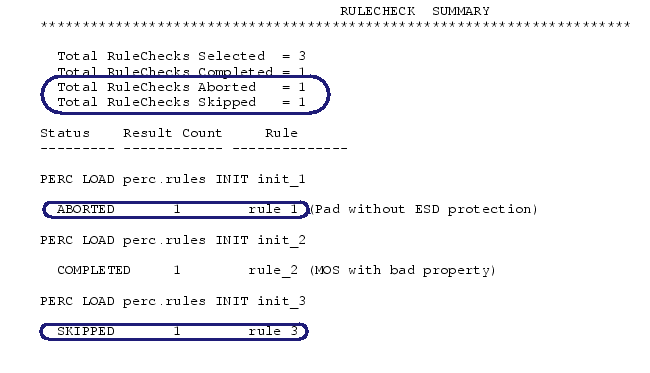 RULECHECK SUMMARY
************************************************************************
Total RuleChecks Selected = 3
Total RuleChecks Completed = 1
Total RuleChecks Aborted = 1
Total RuleChecks Skipped = 1
Status Result Count Rule
--------- ------------ --------------
PERC LOAD perc.rules INIT init_1
ABORTED 1 rule_1 (Pad without ESD protection)
PERC LOAD perc.rules INIT init_2
COMPLETED 1 rule_2 (MOS with bad property)
PERC LOAD perc.rules INIT init_3
SKIPPED 1 rule_3